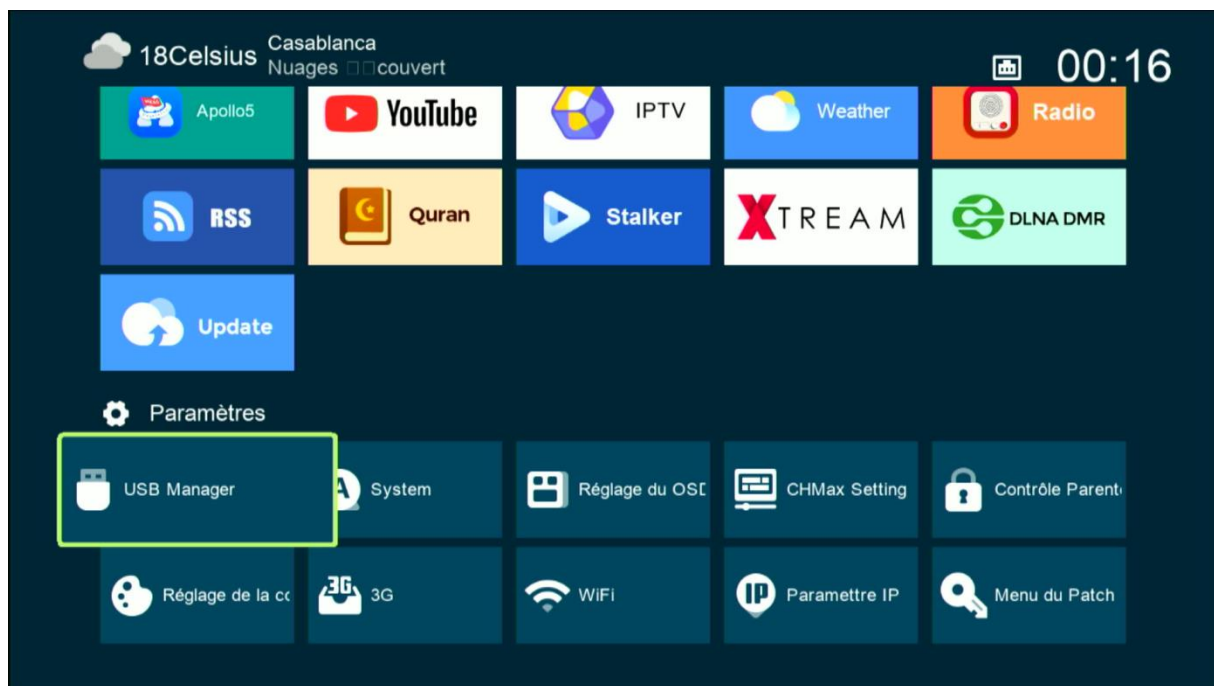 18Celsius
Casablanca
Nuages □□couvert
00:16
Apollo5
YouTube
IPTV
Weather
Radio
RSS
Quran
Stalker
XTREAM
DLNA DMR
Update
Paramètres
USB Manager
System
Réglage du OSD
CHMax Setting
Contrôle Parent
Réglage de la co
3G
3G
WiFi
IP
Paramettre IP
Menu du Patch